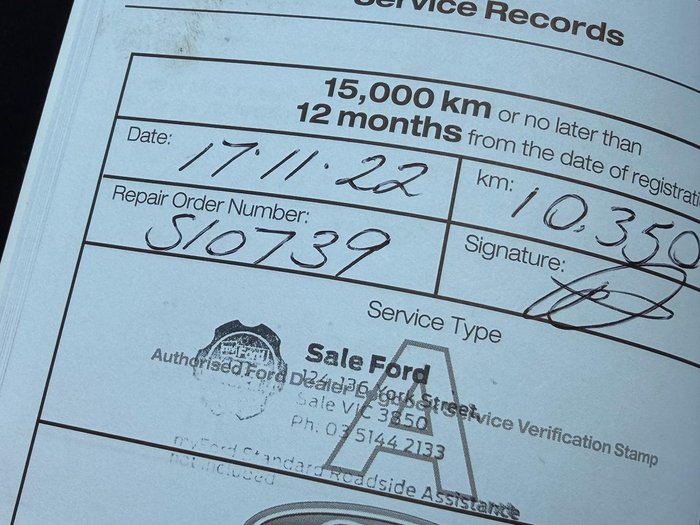 Service Records
15,000 km or no later than
12 months from the date of registrati
Date: 17.11.22
km: 10,350
Repair Order Number: S10739
Signature:
Service Type
A
Sale Ford
Authorised Ford Dealer Service Verification Stamp
124-136 York Street,
Sale VIC 3850
Ph: 03 5144 2133
myFord Standard Roadside Assistance
not included